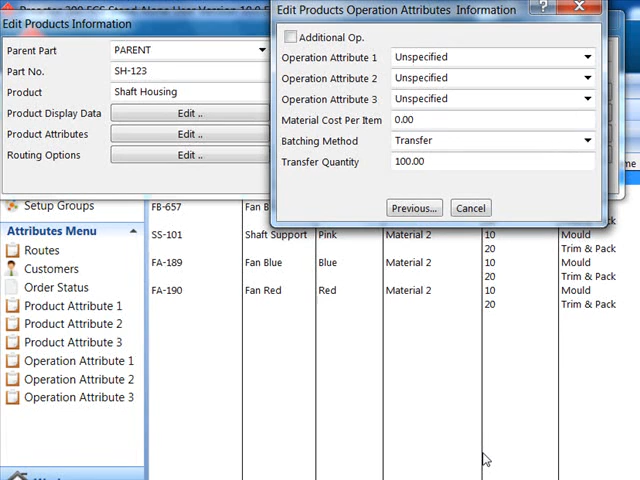 Edit Products Information
Parent Part PARENT
Part No. SH-123
Product Shaft Housing
Product Display Data Edit ..
Product Attributes Edit ..
Routing Options Edit ..
Edit Products Operation Attributes Information
Additional Op.
Operation Attribute 1 Unspecified
Operation Attribute 2 Unspecified
Operation Attribute 3 Unspecified
Material Cost Per Item 0.00
Batching Method Transfer
Transfer Quantity 100.00
Previous... Cancel
Setup Groups
Attributes Menu
Routes
Customers
Order Status
Product Attribute 1
Product Attribute 2
Product Attribute 3
Operation Attribute 1
Operation Attribute 2
Operation Attribute 3
FB-657 Fan B
SS-101 Shaft Support Pink Material 2 10 Mould
20 Trim & Pack
FA-189 Fan Blue Blue Material 2 10 Mould
20 Trim & Pack
FA-190 Fan Red Red Material 2 10 Mould
20 Trim & Pack